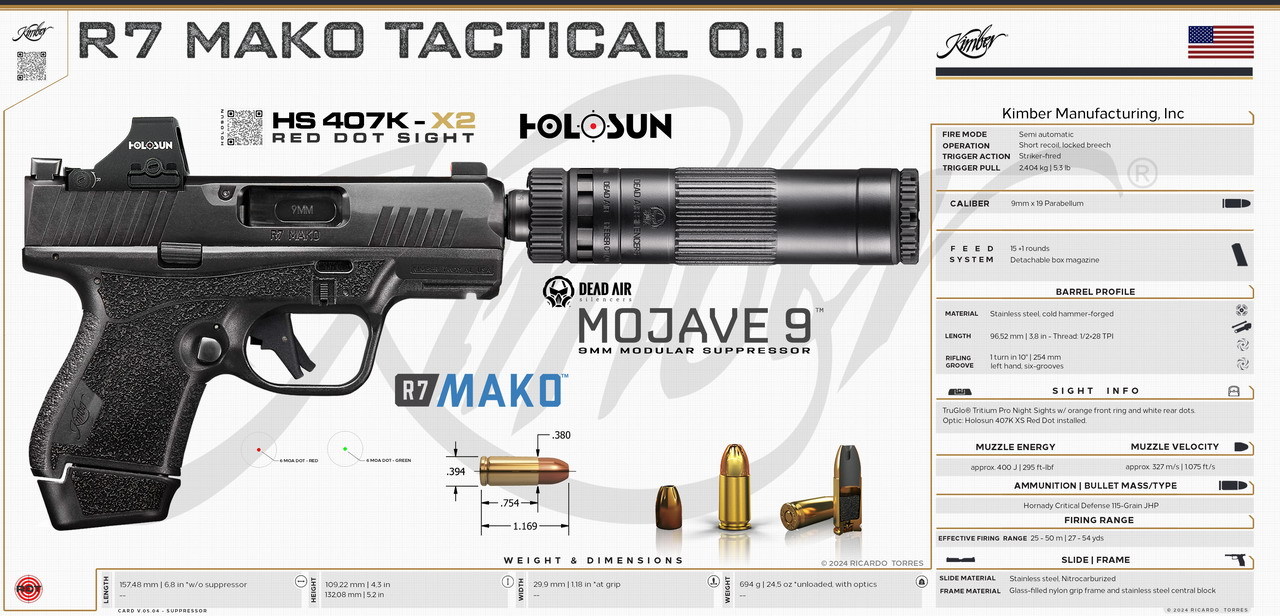 Kimber
R7 MAKO TACTICAL O.I.
Kimber
HOLOSUN
HS 407K - X2
RED DOT SIGHT
HOLOSUN
HOLOSUN
9MM
R7 MAKO
DEAD AIR
silencers
MOJAVE 9™
9MM MODULAR SUPPRESSOR
R7/MAKO™
6 MOA DOT - RED
6 MOA DOT - GREEN
.380
.394
.754
1.169
Kimber Manufacturing, Inc
FIRE MODE Semi automatic
OPERATION Short recoil, locked breech
TRIGGER ACTION Striker-fired
TRIGGER PULL 2,404 kg | 5.3 lb
®
CALIBER 9mm x 19 Parabellum
FEED SYSTEM
15 +1 rounds
Detachable box magazine
BARREL PROFILE
MATERIAL Stainless steel, cold hammer-forged
LENGTH 96.52 mm | 3,8 in - Thread: 1/2×28 TPI
RIFLING GROOVE
1 turn in 10" | 254 mm
left hand, six-grooves
SIGHT INFO
TruGlo® Tritium Pro Night Sights w/ orange front ring and white rear dots.
Optic: Holosun 407K XS Red Dot installed.
MUZZLE ENERGY MUZZLE VELOCITY
approx. 400 J | 295 ft-lbf approx. 327 m/s | 1.075 ft/s
AMMUNITION | BULLET MASS/TYPE
Hornady Critical Defense 115-Grain JHP
FIRING RANGE
EFFECTIVE FIRING RANGE 25 - 50 m | 27 - 54 yds
SLIDE | FRAME
SLIDE MATERIAL Stainless steel, Nitrocarburized
FRAME MATERIAL Glass-filled nylon grip frame and stainless steel central block
© 2024 RICARDO TORRES
WEIGHT & DIMENSIONS
© 2024 RICARDO TORRES
LENGTH
157.48 mm | 6.8 in *w/o suppressor
--
HEIGHT
109.22 mm | 4.3 in
132.08 mm | 5.2 in
WIDTH
29.9 mm | 1.18 in *at grip
--
WEIGHT
694 g | 24.5 oz *unloaded, with optics
--
CARD V.05.04 - SUPPRESSOR